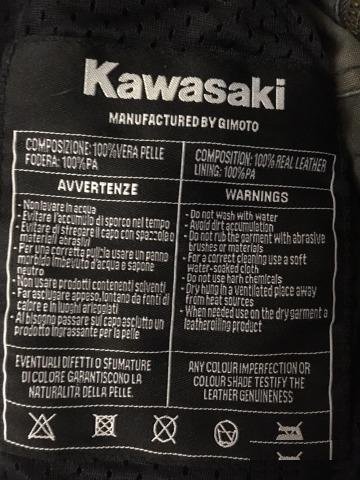 Kawasaki
MANUFACTURED BY GIMOTO
COMPOSIZIONE: 100% VERA PELLE
FODERA: 100% PA
COMPOSITION: 100% REAL LEATHER
LINING: 100% PA
AVVERTENZE
- Non lavare in acqua
- Evitare l'accumulo di sporco nel tempo
- Evitare di stregare il capo con spazzole o
materiali abrasivi
- Per una corretta pulizia usare un panno
morbido imbevuto d'acqua e sapone
neutro
- Non usare prodotti contenenti solventi
- Far asciugare appeso, lontano da fonti di
calore e in luoghi arieggiati
- Al bisogno passare sul capo asciutto un
prodotto ingrassante per la pelle
WARNINGS
- Do not wash with water
- Avoid dirt accumulation
- Do not rub the garment with abrasive
brushes or materials
- For a correct cleaning use a soft
water-soaked cloth
- Do not use harh chemicals
- Dry hung in a ventilated place away
from heat sources
- When needed use on the dry garment a
leatheroiling product
EVENTUALI DIFETTI O SFUMATURE
DI COLORE GARANTISCONO LA
NATURALITÀ DELLA PELLE.
ANY COLOUR IMPERFECTION OR
COLOUR SHADE TESTIFY THE
LEATHER GENUINENESS